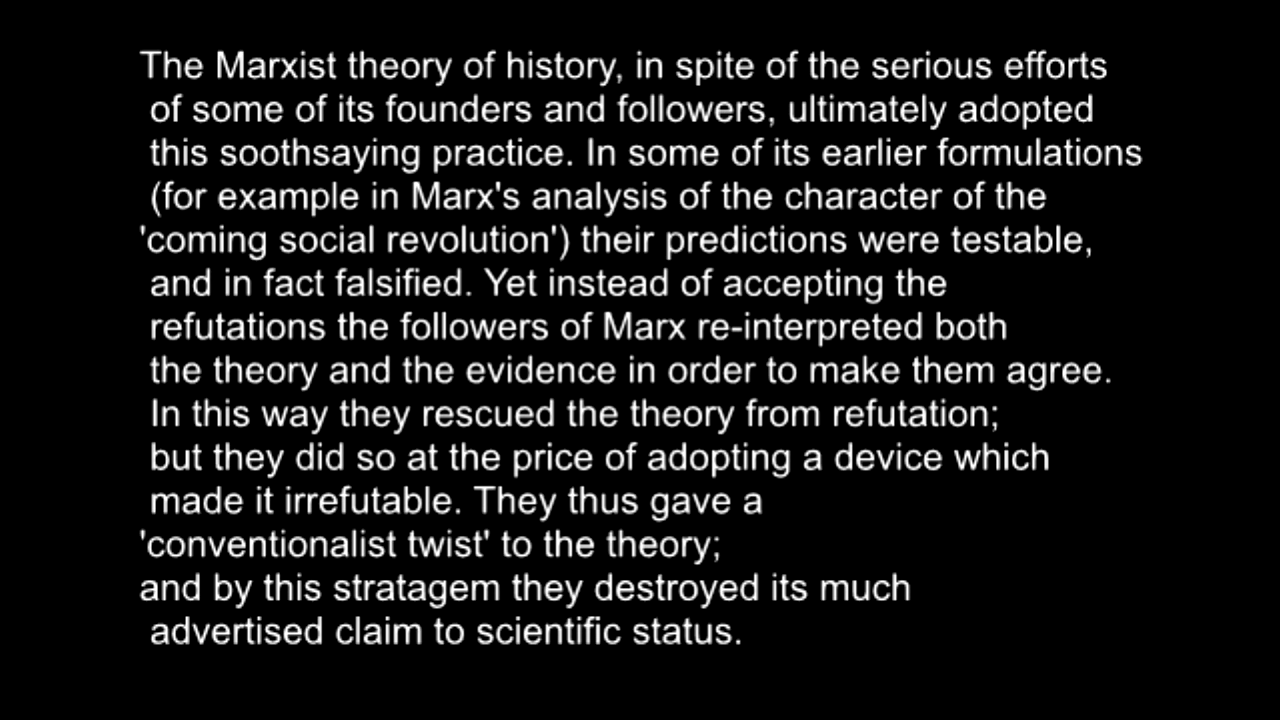 The Marxist theory of history, in spite of the serious efforts
of some of its founders and followers, ultimately adopted
this soothsaying practice. In some of its earlier formulations
(for example in Marx's analysis of the character of the
'coming social revolution') their predictions were testable,
and in fact falsified. Yet instead of accepting the
refutations the followers of Marx re-interpreted both
the theory and the evidence in order to make them agree.
In this way they rescued the theory from refutation;
but they did so at the price of adopting a device which
made it irrefutable. They thus gave a
'conventionalist twist' to the theory;
and by this stratagem they destroyed its much
advertised claim to scientific status.